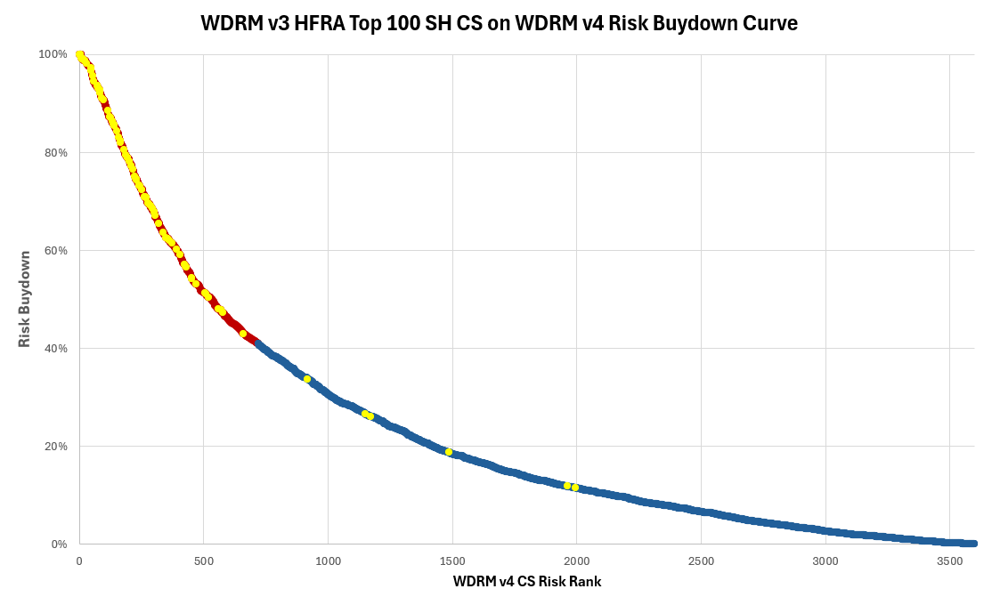 WDRM v3 HFRA Top 100 SH CS on WDRM v4 Risk Buydown Curve
100%
80%
60%
40%
20%
0%
Risk Buydown
0 500 1000 1500 2000 2500 3000 3500
WDRM v4 CS Risk Rank